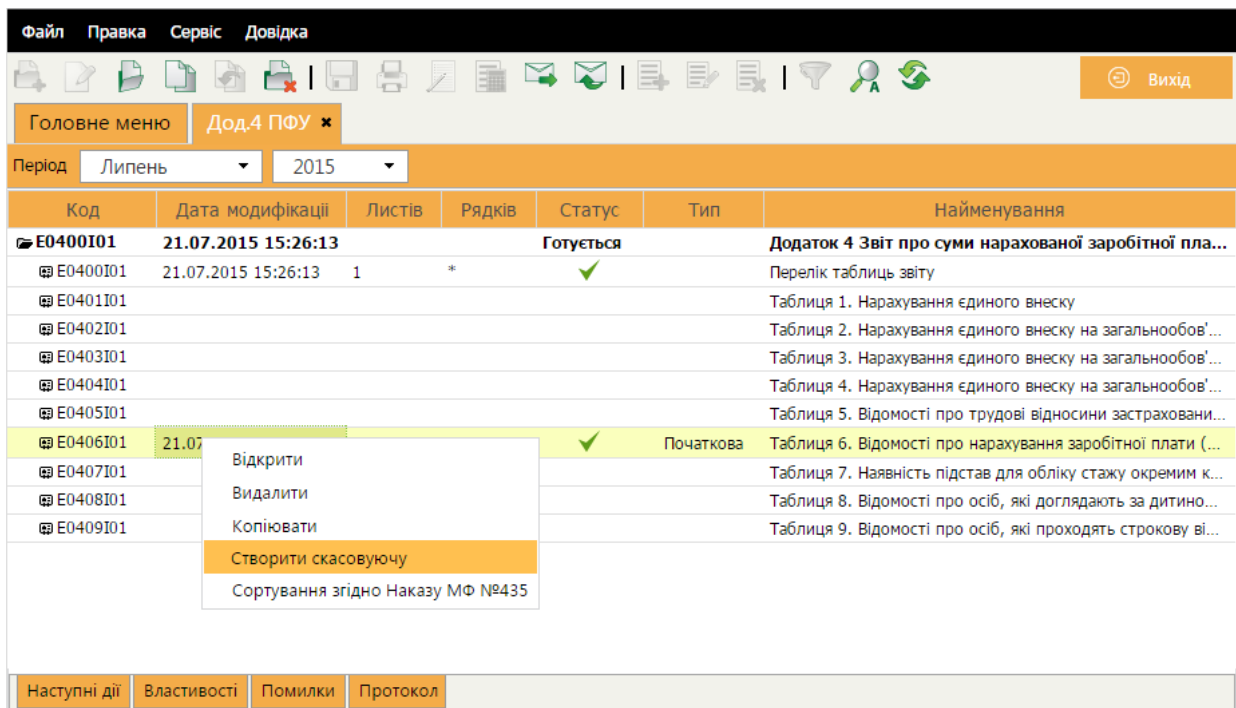 Файл Правка Сервіс Довідка
Вихід
Головне меню Дод.4 ПФУ ×
Період Липень 2015
Код Дата модифікації Листів Рядків Статус Тип Найменування
E0400I01 21.07.2015 15:26:13 Готується Додаток 4 Звіт про суми нарахованої заробітної пла...
E0400I01 21.07.2015 15:26:13 1 * Перелік таблиць звіту
E0401I01 Таблиця 1. Нарахування єдиного внеску
E0402I01 Таблиця 2. Нарахування єдиного внеску на загальнообов'...
E0403I01 Таблиця 3. Нарахування єдиного внеску на загальнообов'...
E0404I01 Таблиця 4. Нарахування єдиного внеску на загальнообов'...
E0405I01 Таблиця 5. Відомості про трудові відносини застраховани...
E0406I01 21.07 Початкова Таблиця 6. Відомості про нарахування заробітної плати (...
E0407I01 Таблиця 7. Наявність підстав для обліку стажу окремим к...
E0408I01 Таблиця 8. Відомості про осіб, які доглядають за дитино...
E0409I01 Таблиця 9. Відомості про осіб, які проходять строкову ві...
Відкрити
Видалити
Копіювати
Створити скасовуючу
Сортування згідно Наказу МФ №435
Наступні дії Властивості Помилки Протокол